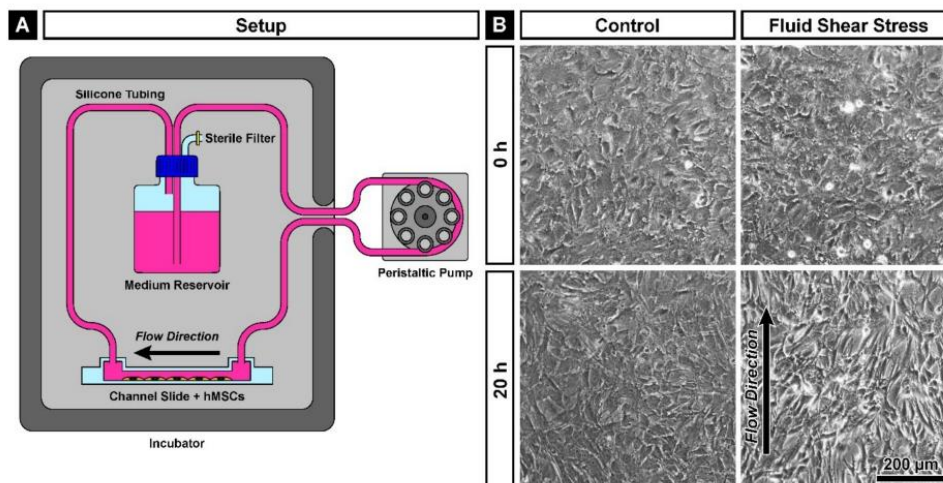 A
Setup
Silicone Tubing
Sterile Filter
Medium Reservoir
Peristaltic Pump
Flow Direction
Channel Slide + hMSCs
Incubator
B
Control
Fluid Shear Stress
0 h
20 h
Flow Direction
200 µm